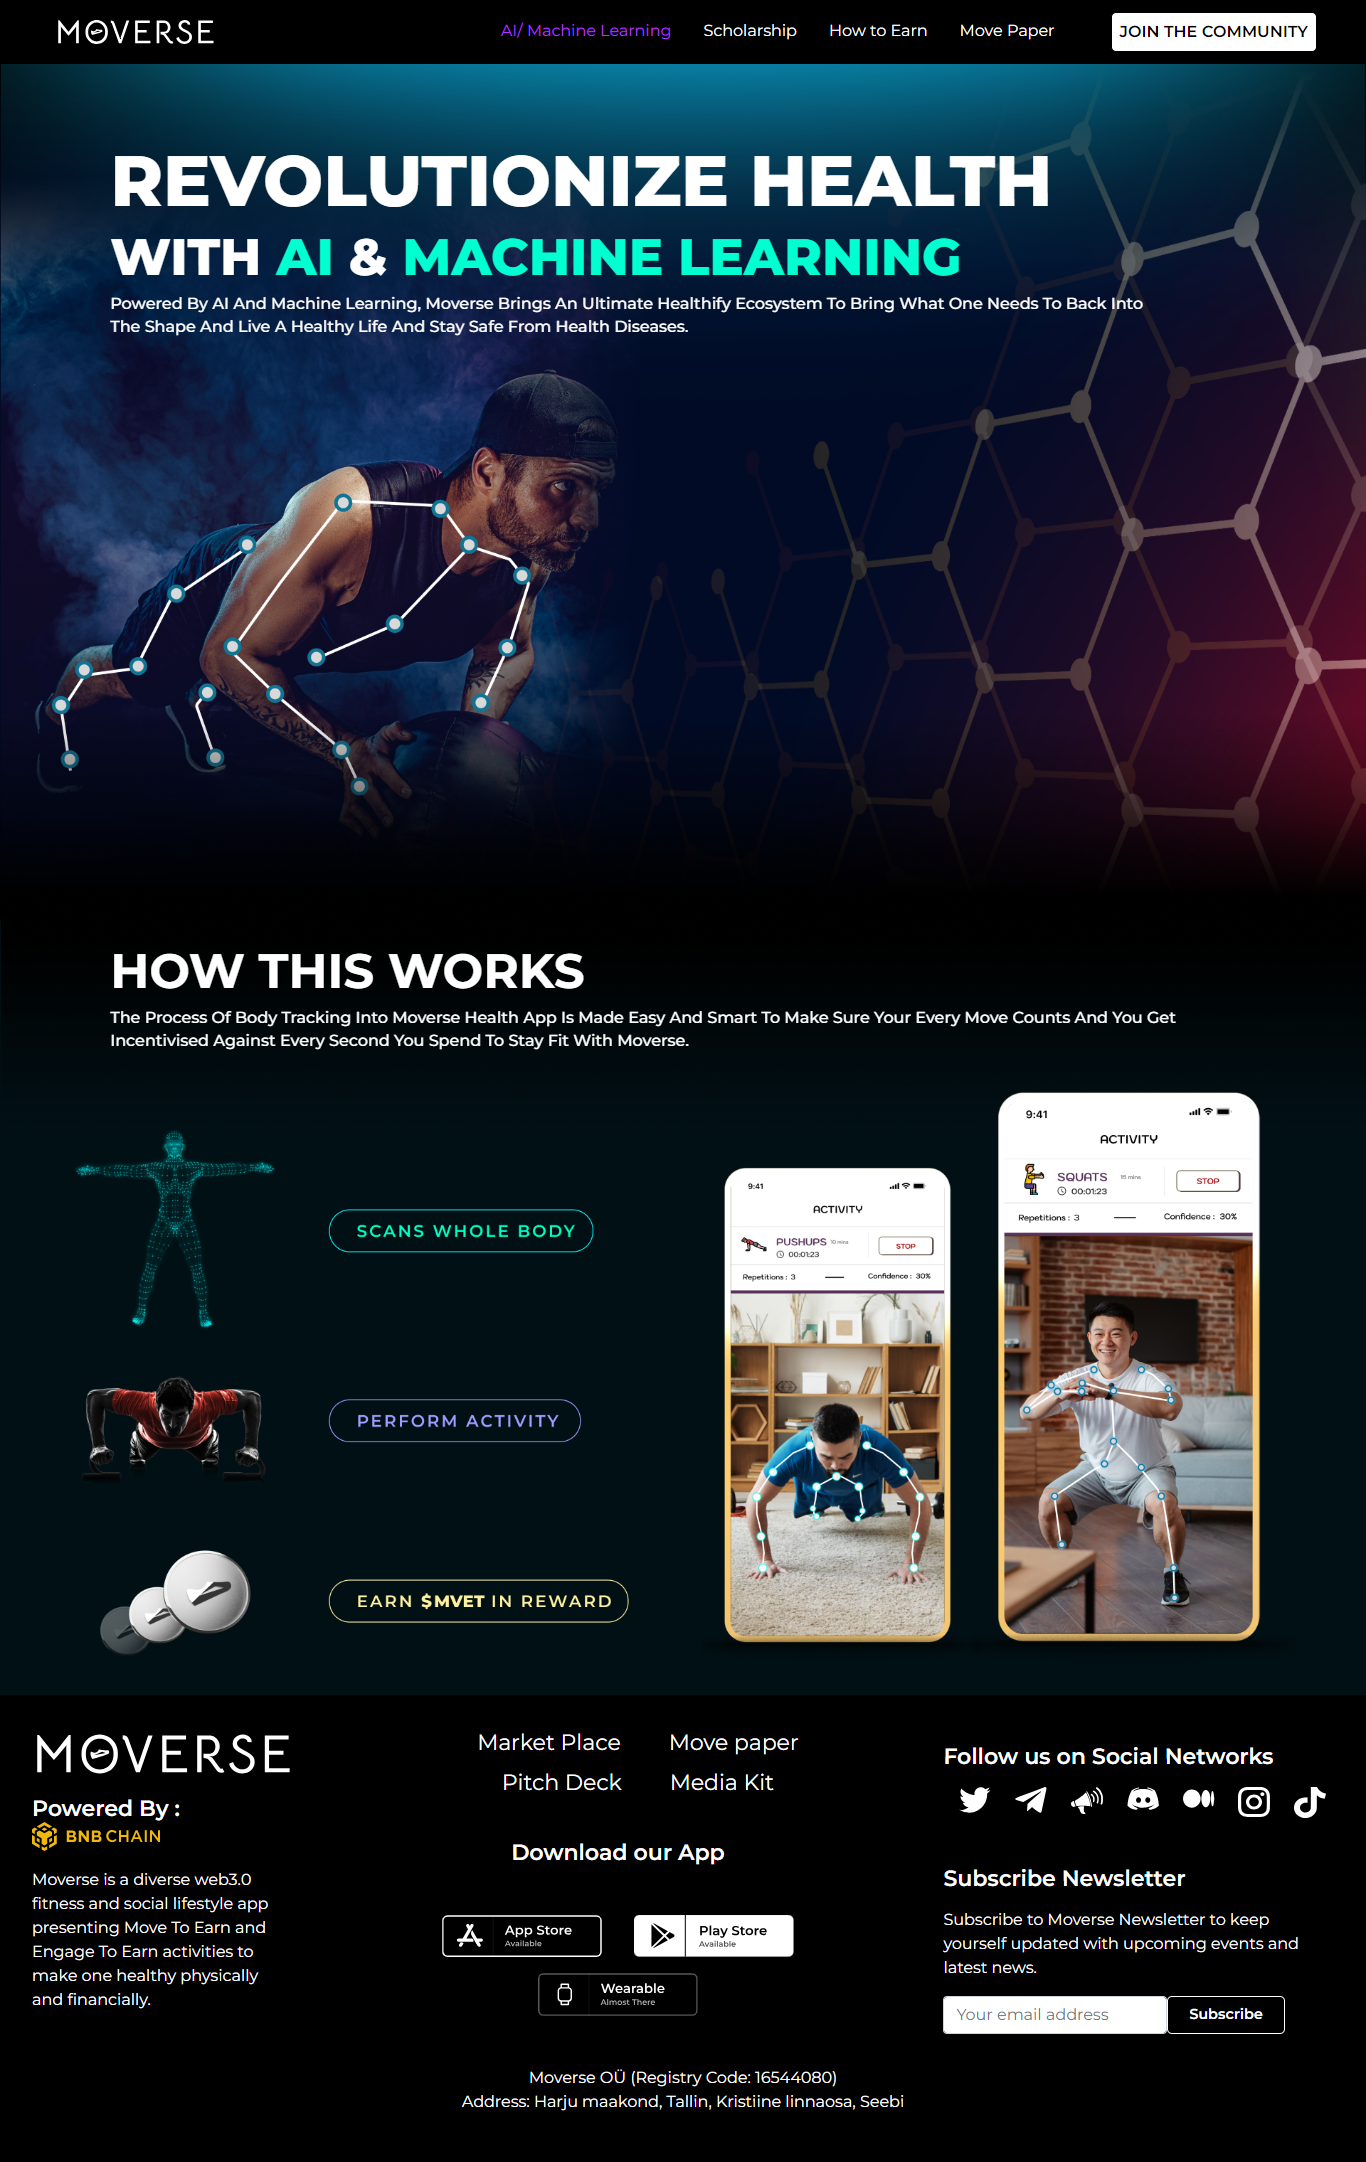 MOVERSE
AI/ Machine Learning
Scholarship
How to Earn
Move Paper
JOIN THE COMMUNITY
REVOLUTIONIZE HEALTH
WITH AI & MACHINE LEARNING
Powered By AI And Machine Learning, Moverse Brings An Ultimate Healthify Ecosystem To Bring What One Needs To Back Into
The Shape And Live A Healthy Life And Stay Safe From Health Diseases.
HOW THIS WORKS
The Process Of Body Tracking Into Moverse Health App Is Made Easy And Smart To Make Sure Your Every Move Counts And You Get
Incentivised Against Every Second You Spend To Stay Fit With Moverse.
SCANS WHOLE BODY
PERFORM ACTIVITY
EARN $MVET IN REWARD
9:41
ACTIVITY
PUSHUPS 10 mins
00:01:23
STOP
Repetitions : 3
Confidence : 30%
9:41
ACTIVITY
SQUATS 15 mins
00:01:23
STOP
Repetitions : 3
Confidence : 30%
MOVERSE
Powered By :
BNB CHAIN
Moverse is a diverse web3.0
fitness and social lifestyle app
presenting Move To Earn and
Engage To Earn activities to
make one healthy physically
and financially.
Market Place
Move paper
Pitch Deck
Media Kit
Download our App
App Store
Available
Play Store
Available
Wearable
Almost There
Follow us on Social Networks
Subscribe Newsletter
Subscribe to Moverse Newsletter to keep
yourself updated with upcoming events and
latest news.
Your email address
Subscribe
Moverse OÜ (Registry Code: 16544080)
Address: Harju maakond, Tallin, Kristiine linnaosa, Seebi